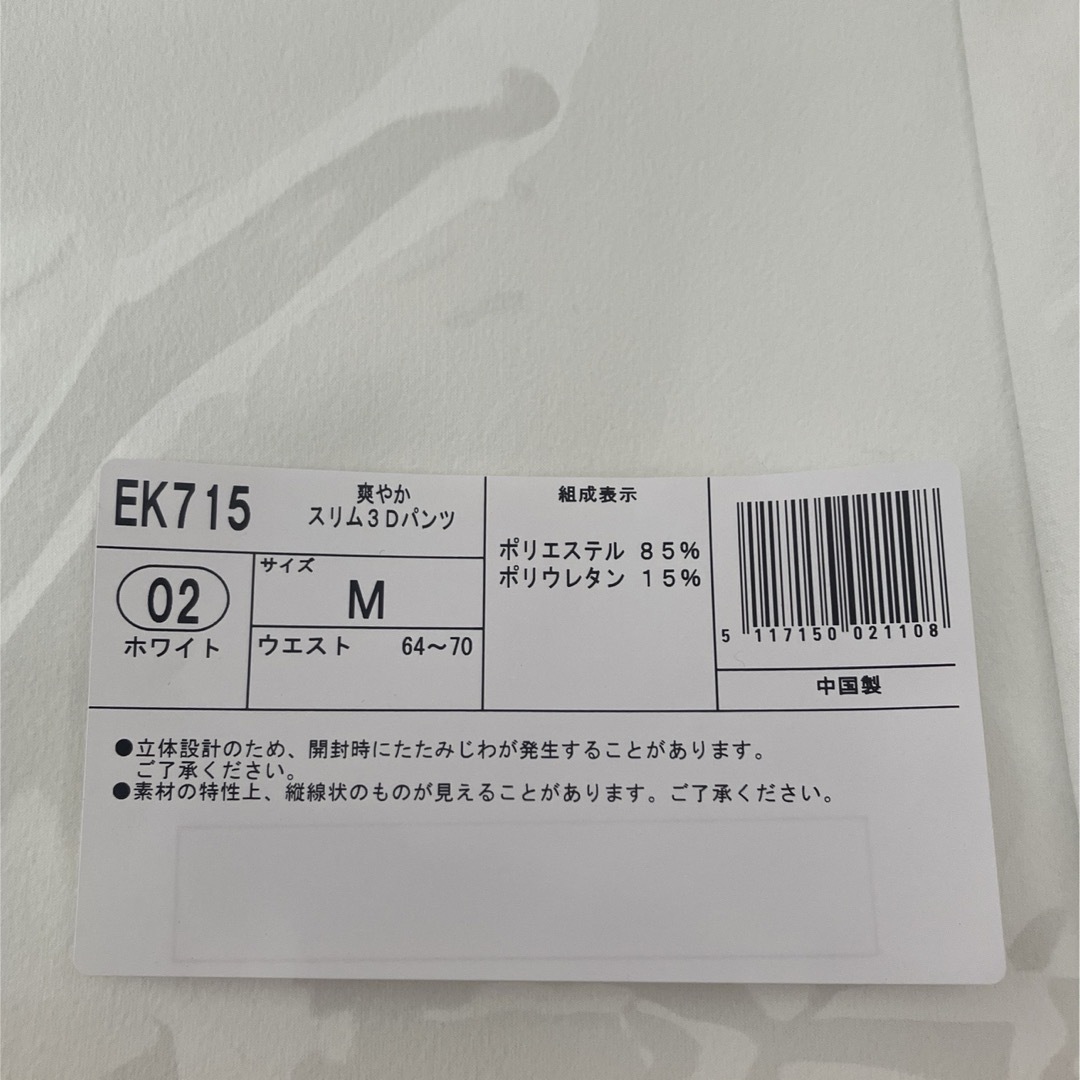 EK715
爽やか
スリム3Dパンツ
02
ホワイト
サイズ
M
ウエスト 64〜70
組成表示
ポリエステル 85%
ポリウレタン 15%
5 117150 021108
中国製
●立体設計のため、開封時にたたみじわが発生することがあります。
ご了承ください。
●素材の特性上、縦線状のものが見えることがあります。ご了承ください。